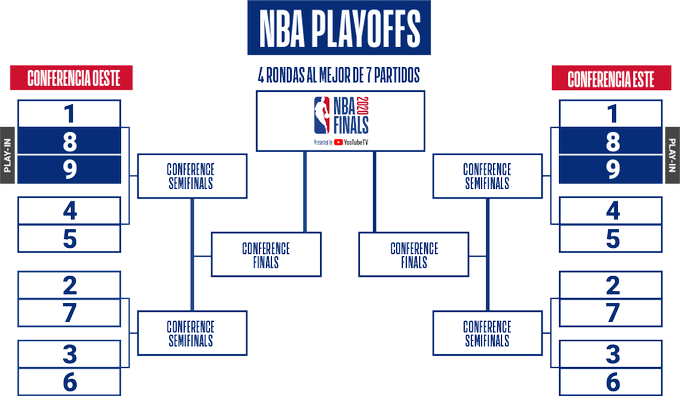 NBA PLAYOFFS
4 RONDAS AL MEJOR DE 7 PARTIDOS
CONFERENCIA OESTE
1
8
9
PLAY-IN
4
5
2
7
3
6
CONFERENCE
SEMIFINALS
CONFERENCE
SEMIFINALS
CONFERENCE
FINALS
NBA
FINALS
2020
Presented by YouTube TV
CONFERENCE
FINALS
CONFERENCE
SEMIFINALS
CONFERENCE
SEMIFINALS
CONFERENCIA ESTE
1
8
9
PLAY-IN
4
5
2
7
3
6